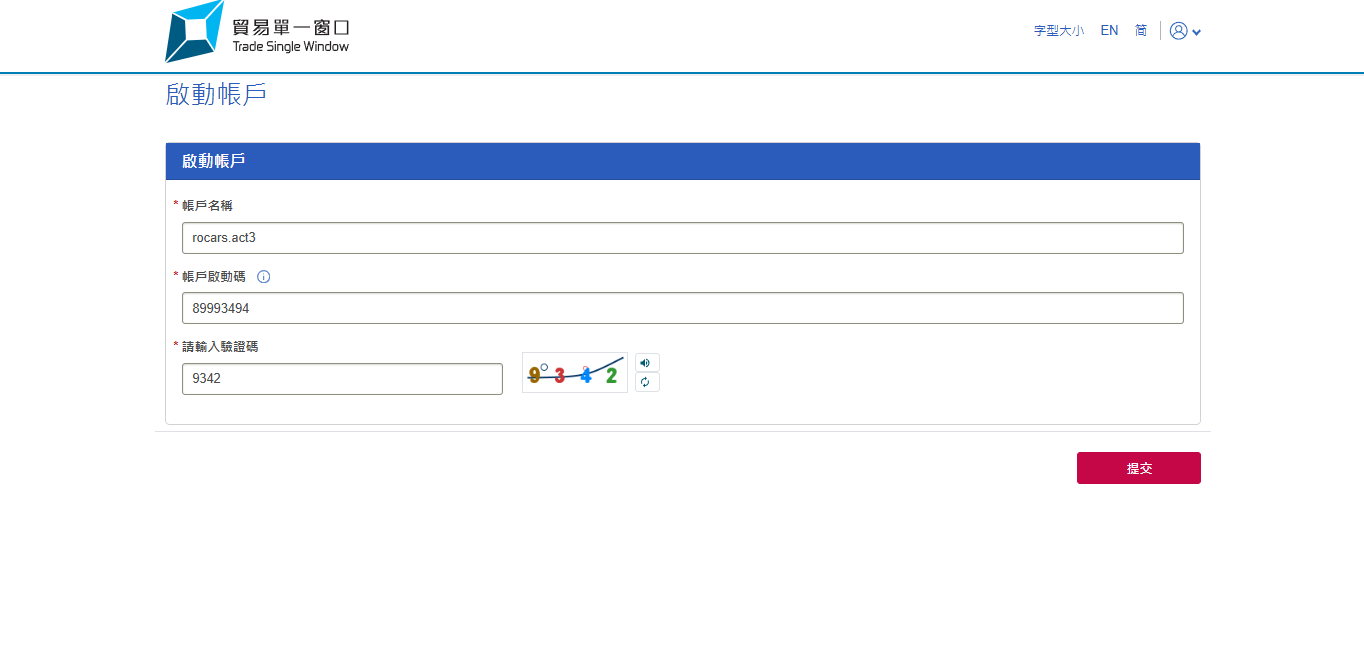 貿易單一窗口
Trade Single Window
字型大小 EN 简
啟動帳戶
啟動帳戶
* 帳戶名稱
rocars.act3
* 帳戶啟動碼
89993494
* 請輸入驗證碼
9342
9 3 4 2
提交